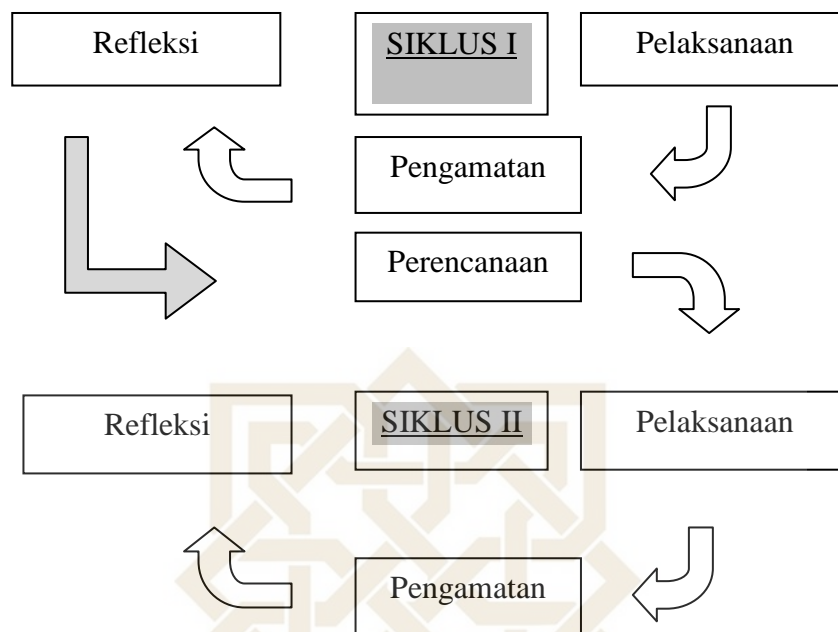 Refleksi
SIKLUS I
Pelaksanaan
Pengamatan
Perencanaan
Refleksi
SIKLUS II
Pelaksanaan
Pengamatan